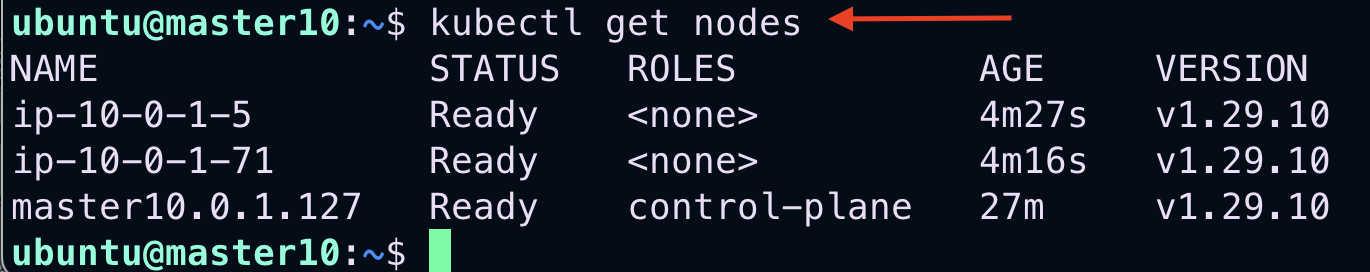 ubuntu@master10:~$ kubectl get nodes
NAME STATUS ROLES AGE VERSION
ip-10-0-1-5 Ready <none> 4m27s v1.29.10
ip-10-0-1-71 Ready <none> 4m16s v1.29.10
master10.0.1.127 Ready control-plane 27m v1.29.10
ubuntu@master10:~$